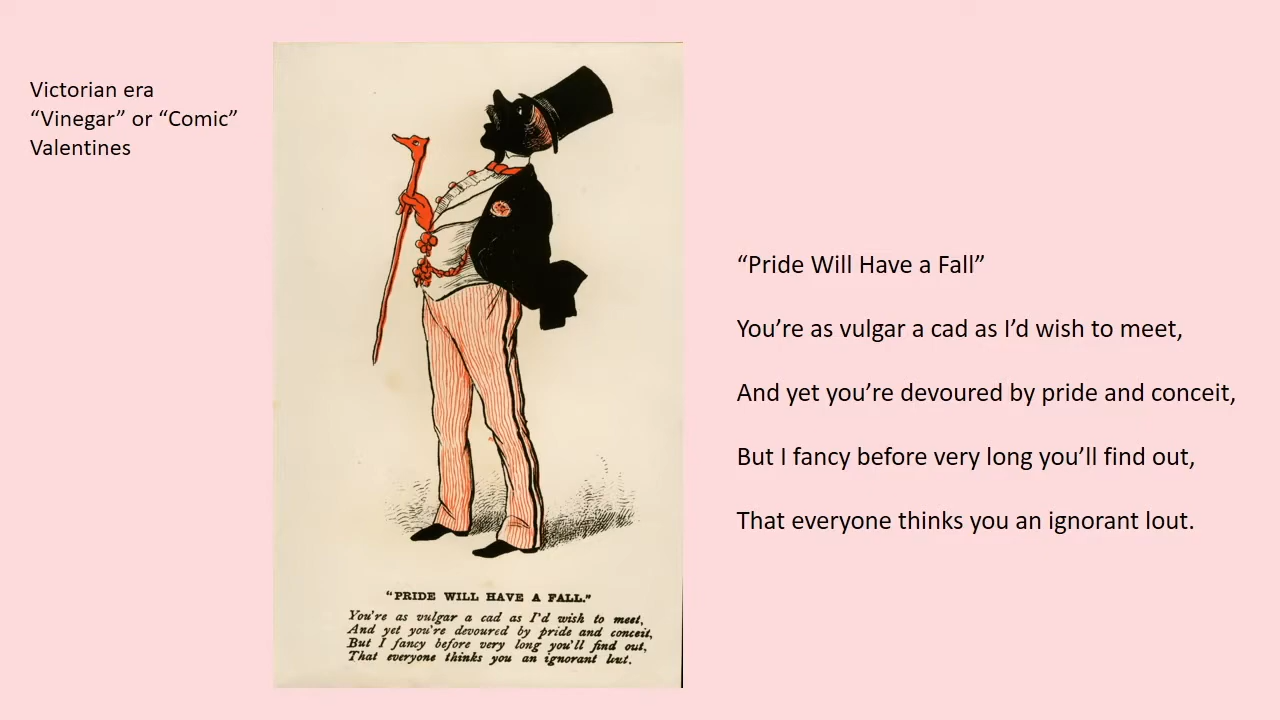 Victorian era
“Vinegar” or “Comic”
Valentines
"PRIDE WILL HAVE A FALL."
You're as vulgar a cad as I'd wish to meet,
And yet you're devoured by pride and conceit,
But I fancy before very long you'll find out,
That everyone thinks you an ignorant lout.
“Pride Will Have a Fall”
You’re as vulgar a cad as I’d wish to meet,
And yet you’re devoured by pride and conceit,
But I fancy before very long you’ll find out,
That everyone thinks you an ignorant lout.